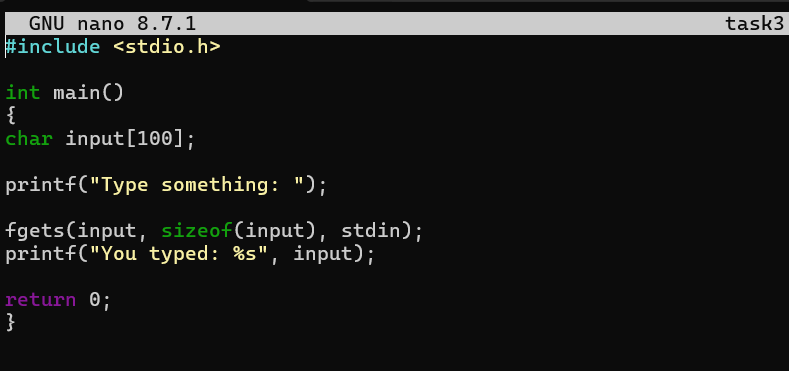 GNU nano 8.7.1 task3
#include <stdio.h>
int main()
{
char input[100];
printf("Type something: ");
fgets(input, sizeof(input), stdin);
printf("You typed: %s", input);
return 0;
}